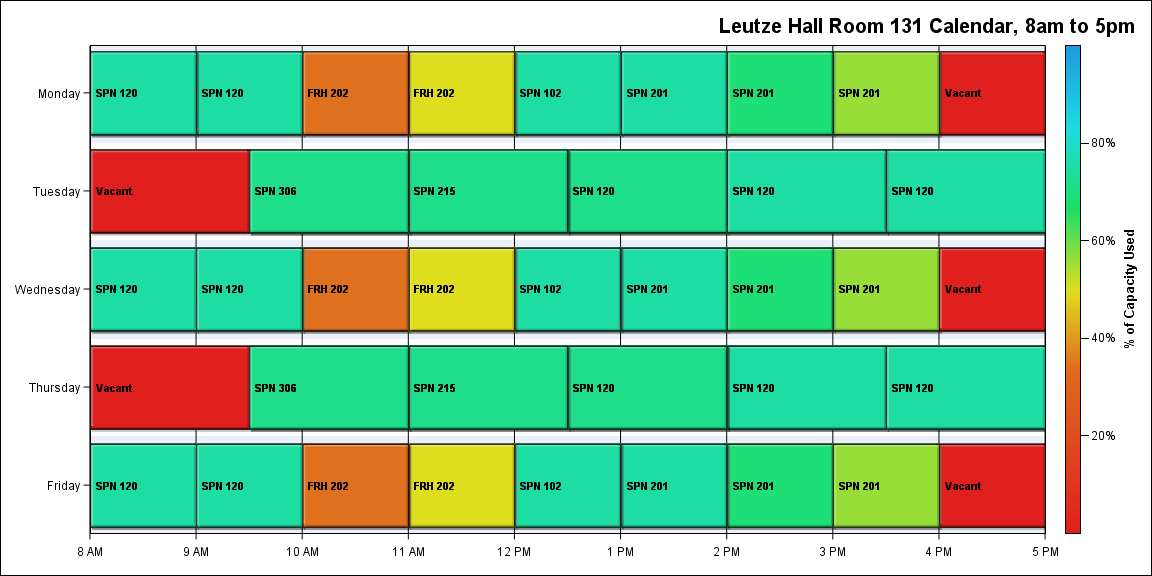 Leutze Hall Room 131 Calendar, 8am to 5pm
Monday
SPN 120
SPN 120
FRH 202
FRH 202
SPN 102
SPN 201
SPN 201
SPN 201
Vacant
Tuesday
Vacant
SPN 306
SPN 215
SPN 120
SPN 120
SPN 120
Wednesday
SPN 120
SPN 120
FRH 202
FRH 202
SPN 102
SPN 201
SPN 201
SPN 201
Vacant
Thursday
Vacant
SPN 306
SPN 215
SPN 120
SPN 120
SPN 120
Friday
SPN 120
SPN 120
FRH 202
FRH 202
SPN 102
SPN 201
SPN 201
SPN 201
Vacant
8 AM
9 AM
10 AM
11 AM
12 PM
1 PM
2 PM
3 PM
4 PM
5 PM
80%
60%
40%
20%
% of Capacity Used